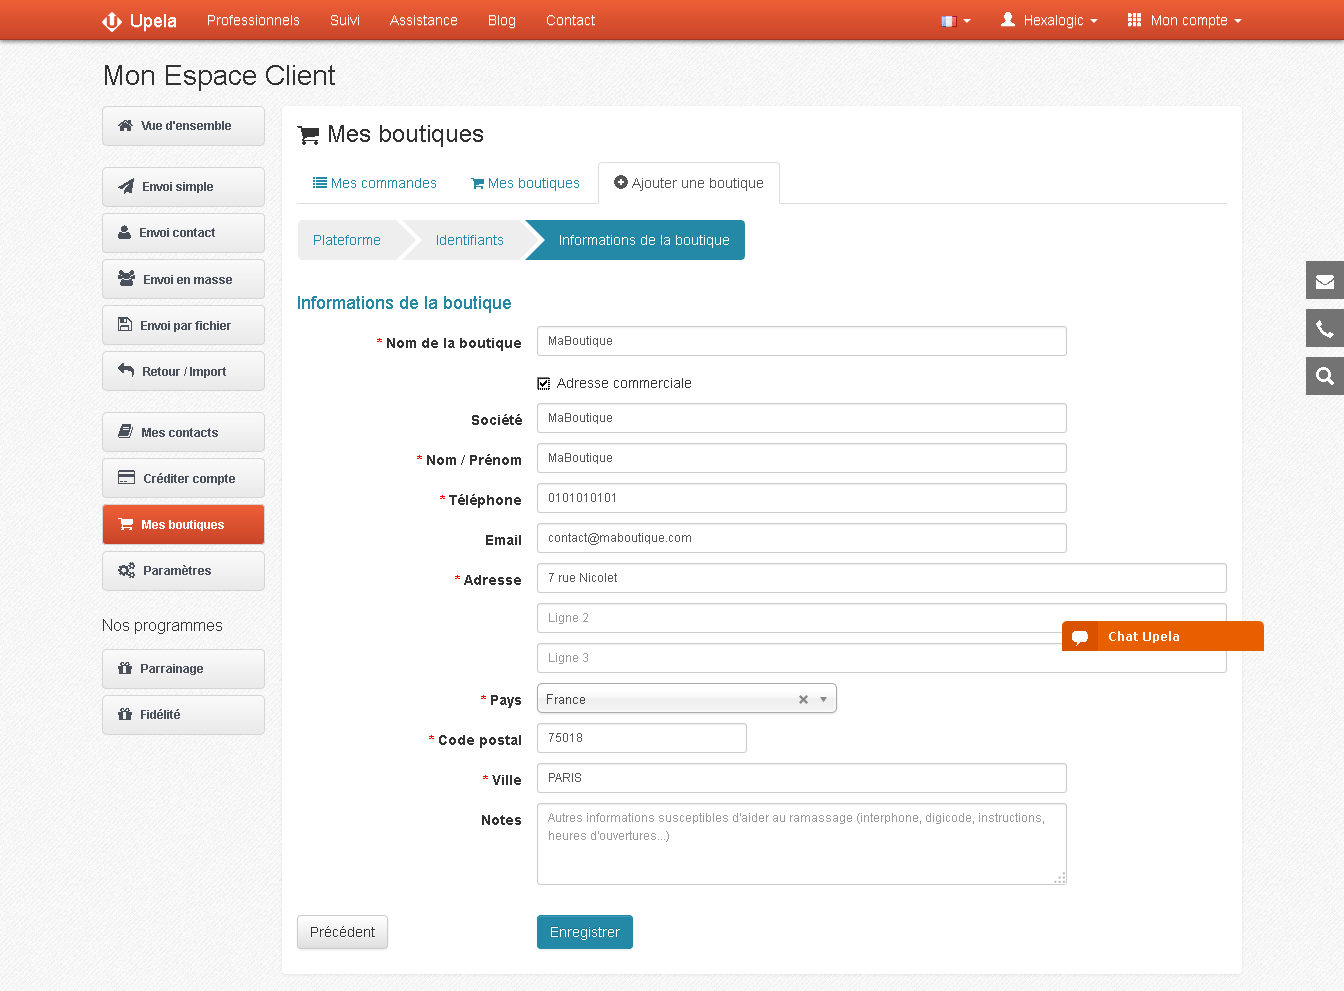 Upela
Professionnels
Suivi
Assistance
Blog
Contact
Hexalogic
Mon compte
Mon Espace Client
Vue d'ensemble
Envoi simple
Envoi contact
Envoi en masse
Envoi par fichier
Retour / Import
Mes contacts
Créditer compte
Mes boutiques
Paramètres
Nos programmes
Parrainage
Fidélité
Mes boutiques
Mes commandes
Mes boutiques
Ajouter une boutique
Plateforme
Identifiants
Informations de la boutique
Informations de la boutique
* Nom de la boutique
MaBoutique
Adresse commerciale
Société
MaBoutique
* Nom / Prénom
MaBoutique
* Téléphone
0101010101
Email
contact@maboutique.com
* Adresse
7 rue Nicolet
Ligne 2
Ligne 3
Chat Upela
* Pays
France
* Code postal
75018
* Ville
PARIS
Notes
Autres informations susceptibles d'aider au ramassage (interphone, digicode, instructions,
heures d'ouvertures...)
Précédent
Enregistrer